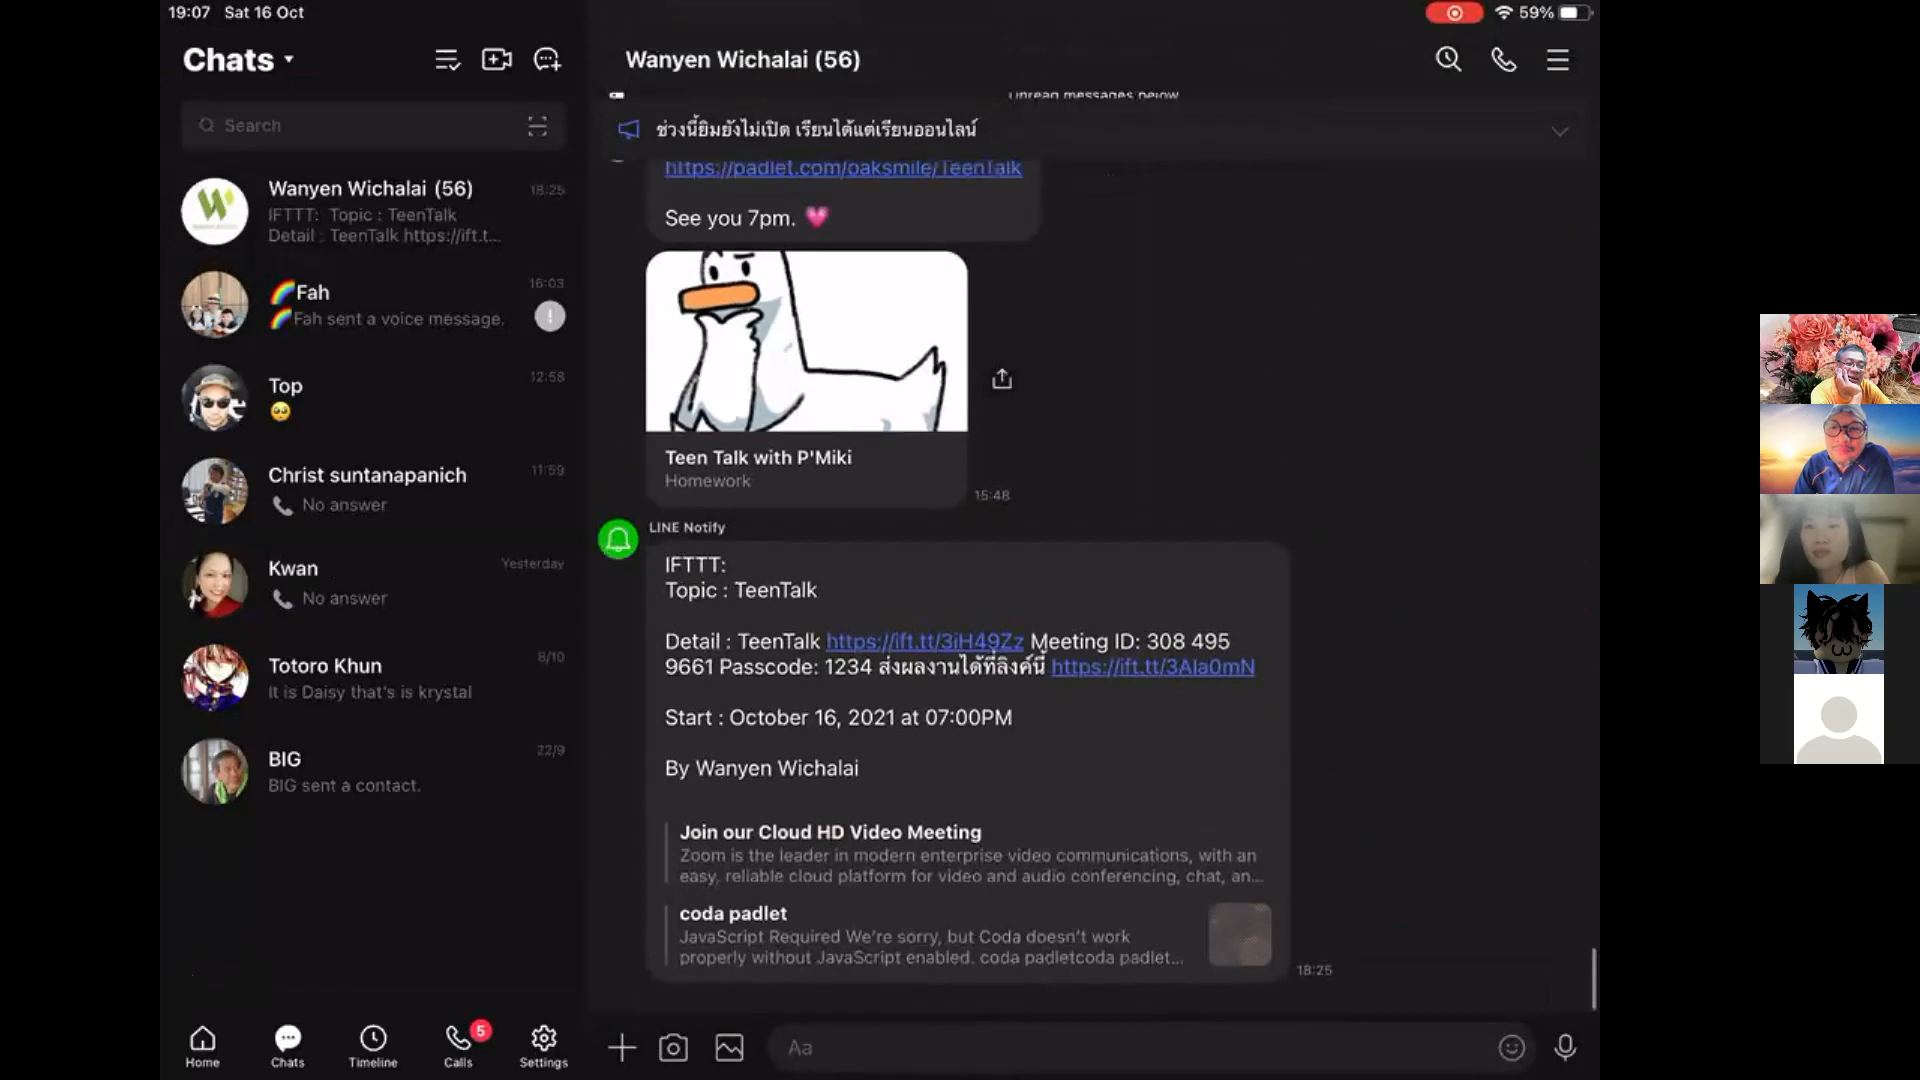 19:07 Sat 16 Oct
59%
Chats
Search
Wanyen Wichalai (56)
18:25
IFTTT: Topic : TeenTalk
Detail : TeenTalk https://ift.t...
Fah
16:03
Fah sent a voice message.
!
Top
12:58
Christ suntanapanich
11:59
No answer
Kwan
Yesterday
No answer
Totoro Khun
8/10
It is Daisy that's is krystal
BIG
22/9
BIG sent a contact.
Home
Chats
Timeline
5
Calls
Settings
Wanyen Wichalai (56)
Unread messages below
ช่วงนี้ยิมยังไม่เปิด เรียนได้แต่เรียนออนไลน์
https://padlet.com/oaksmile/TeenTalk
See you 7pm.
Teen Talk with P'Miki
Homework
15:48
LINE Notify
IFTTT:
Topic : TeenTalk
Detail : TeenTalk https://ift.tt/3iH49Zz Meeting ID: 308 495
9661 Passcode: 1234 ส่งผลงานได้ที่ลิงค์นี้ https://ift.tt/3Ala0mN
Start : October 16, 2021 at 07:00PM
By Wanyen Wichalai
Join our Cloud HD Video Meeting
Zoom is the leader in modern enterprise video communications, with an
easy, reliable cloud platform for video and audio conferencing, chat, an...
coda padlet
JavaScript Required We're sorry, but Coda doesn't work
properly without JavaScript enabled. coda padletcoda padlet...
18:25
Aa